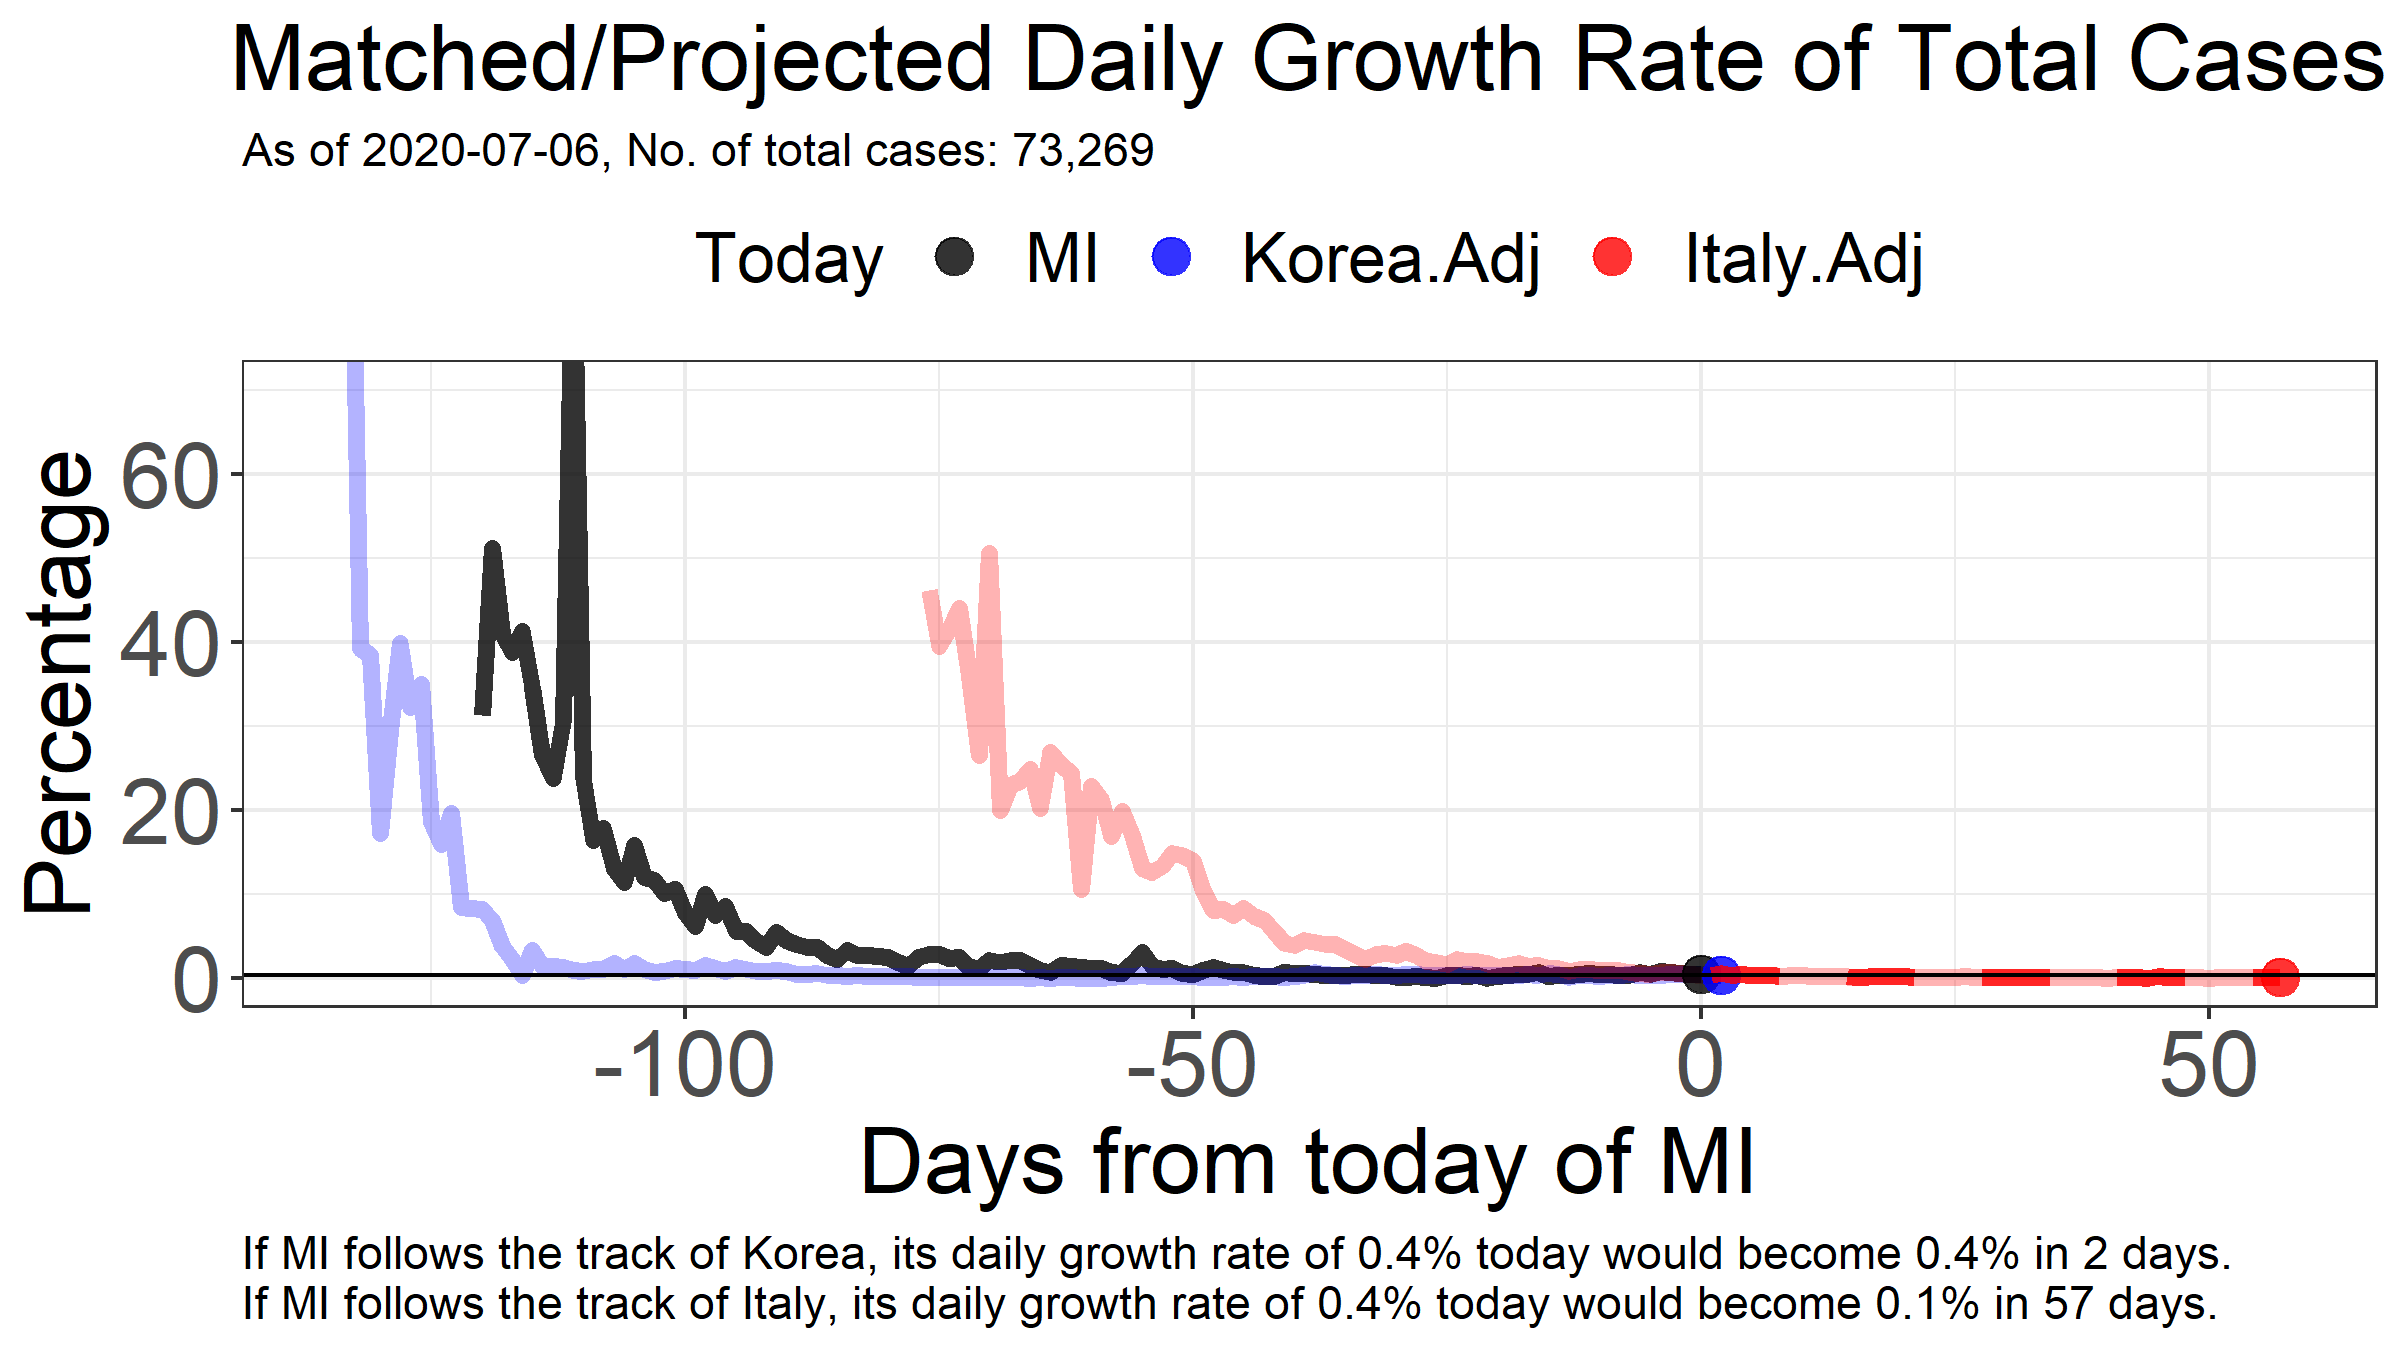 Matched/Projected Daily Growth Rate of Total Cases
As of 2020-07-06, No. of total cases: 73,269
Today MI Korea.Adj Italy.Adj
Percentage
60
40
20
0
-100 -50 0 50
Days from today of MI
If MI follows the track of Korea, its daily growth rate of 0.4% today would become 0.4% in 2 days.
If MI follows the track of Italy, its daily growth rate of 0.4% today would become 0.1% in 57 days.